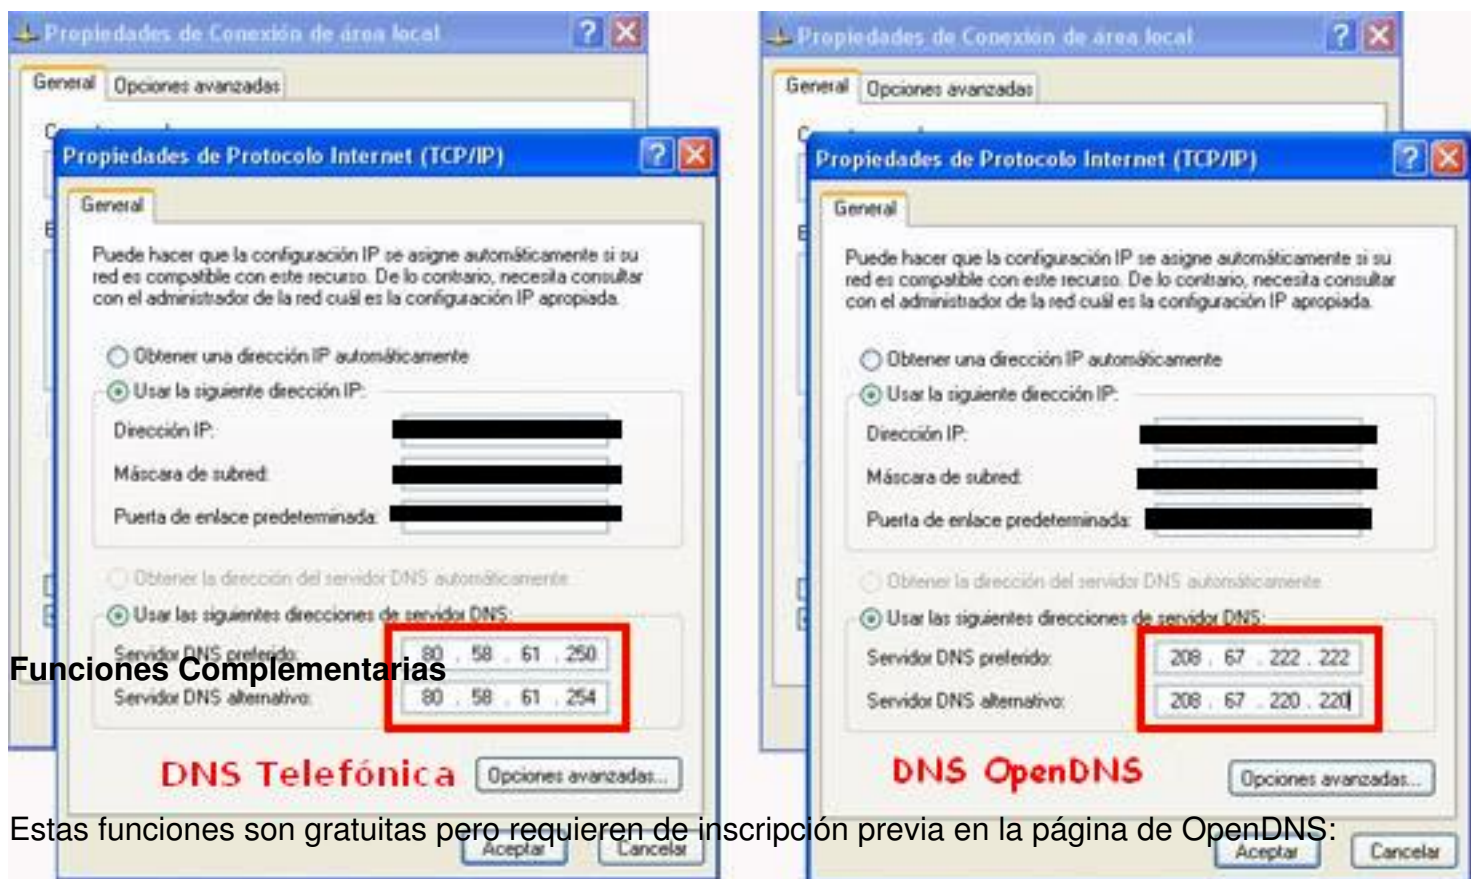 Propiedades de Conexión de área local
General
Opciones avanzadas
Propiedades de Protocolo Internet (TCP/IP)
General
Puede hacer que la configuración IP se asigne automáticamente si su
red es compatible con este recurso. De lo contrario, necesita consultar
con el administrador de la red cuál es la configuración IP apropiada.
Obtener una dirección IP automáticamente
Usar la siguiente dirección IP:
Dirección IP:
Máscara de subred:
Puerta de enlace predeterminada:
Obtener la dirección del servidor DNS automáticamente
Usar las siguientes direcciones de servidor DNS:
Servidor DNS preferido: 80 . 58 . 61 . 250
Servidor DNS alternativo: 80 . 58 . 61 . 254
DNS Telefónica
Opciones avanzadas...
Aceptar
Cancelar
Propiedades de Conexión de área local
General
Opciones avanzadas
Propiedades de Protocolo Internet (TCP/IP)
General
Puede hacer que la configuración IP se asigne automáticamente si su
red es compatible con este recurso. De lo contrario, necesita consultar
con el administrador de la red cuál es la configuración IP apropiada.
Obtener una dirección IP automáticamente
Usar la siguiente dirección IP:
Dirección IP:
Máscara de subred:
Puerta de enlace predeterminada:
Obtener la dirección del servidor DNS automáticamente
Usar las siguientes direcciones de servidor DNS:
Servidor DNS preferido: 208 . 67 . 222 . 222
Servidor DNS alternativo: 208 . 67 . 220 . 220
DNS OpenDNS
Opciones avanzadas...
Aceptar
Cancelar
Funciones Complementarias
Estas funciones son gratuitas pero requieren de inscripción previa en la página de OpenDNS: